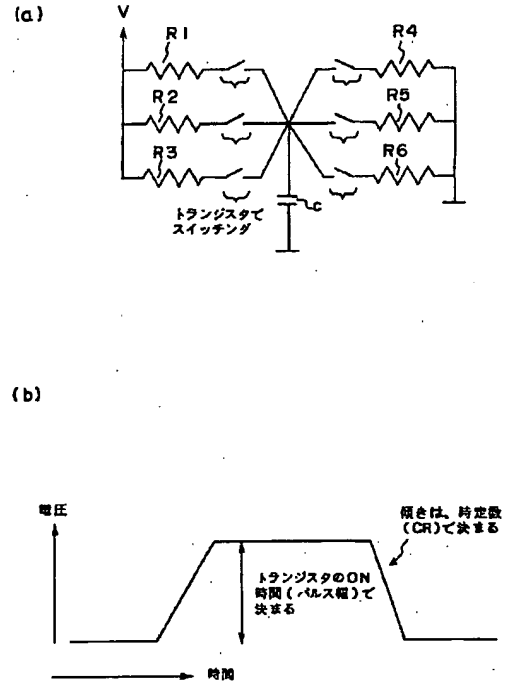 (a)
V
R1
R4
R2
R5
R3
R6
トランジスタで
スイッチング
C
(b)
電圧
傾きは、時定数
(CR)で決まる
トランジスタのON
時間(パルス幅)で
決まる
時間